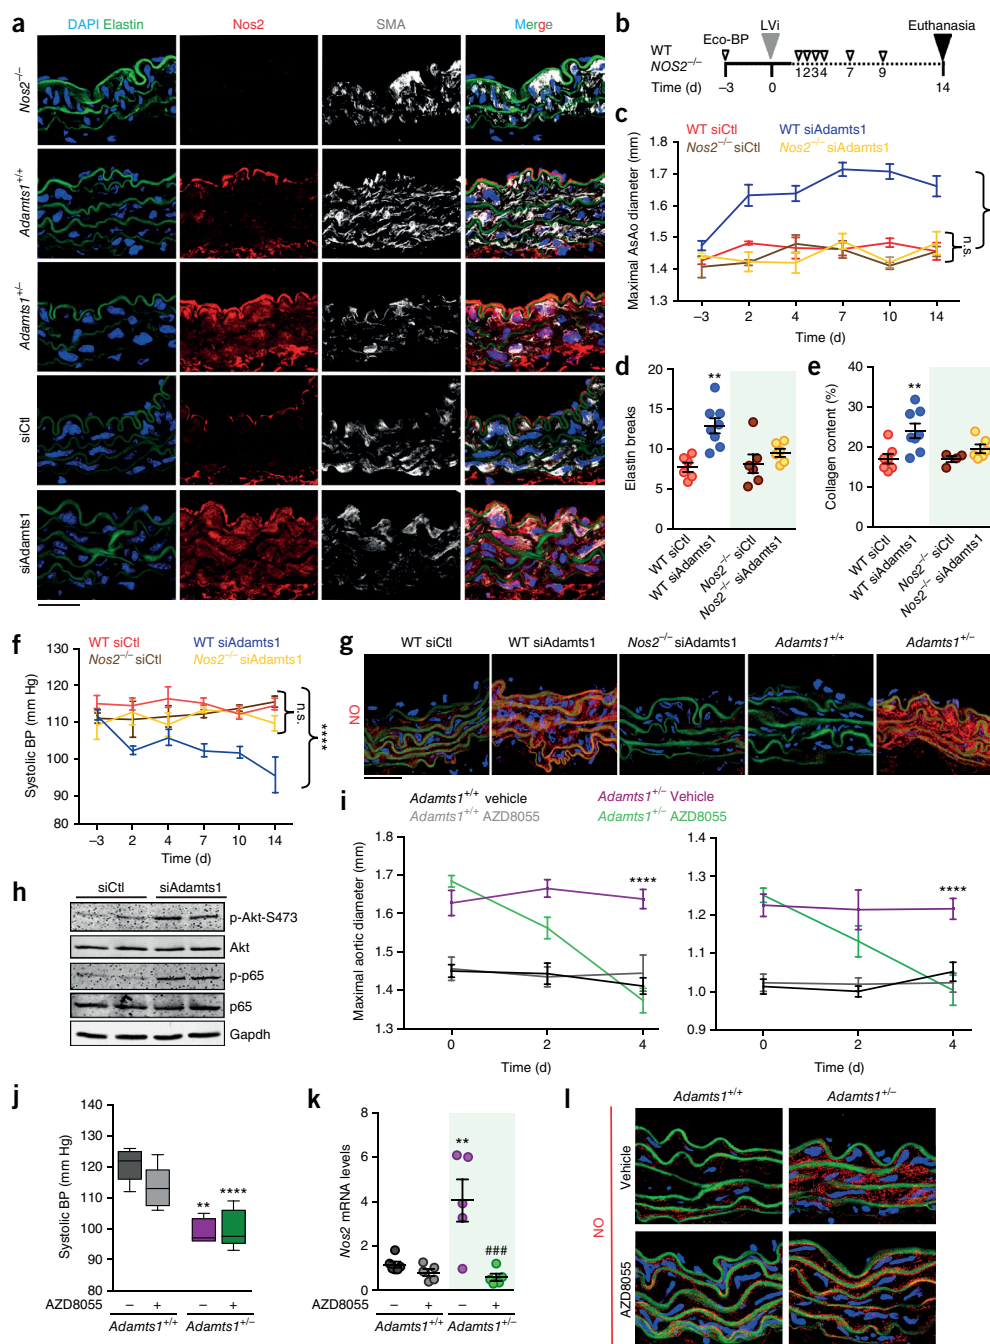 a
DAPI Elastin
Nos2
SMA
Merge
Nos2–/–
Adamts1+/+
Adamts1+/–
siCtl
siAdamts1
b
WT
NOS2–/–
Eco-BP
LVi
Euthanasia
1 2 3 4 7 9
Time (d)
–3 0 14
c
WT siCtl
WT siAdamts1
Nos2–/– siCtl
Nos2–/– siAdamts1
Maximal AsAo diameter (mm)
1.8
1.7
1.6
1.5
1.4
1.3
n.s.
–3 2 4 7 10 14
Time (d)
d
Elastin breaks
20
15
10
5
0
**
WT siCtl
WT siAdamts1
Nos2–/– siCtl
Nos2–/– siAdamts1
e
Collagen content (%)
40
30
20
10
0
**
WT siCtl
WT siAdamts1
Nos2–/– siCtl
Nos2–/– siAdamts1
f
WT siCtl
WT siAdamts1
Nos2–/– siCtl
Nos2–/– siAdamts1
Systolic BP (mm Hg)
120
110
100
90
80
n.s.
****
–3 2 4 7 10 14
Time (d)
g
WT siCtl
WT siAdamts1
Nos2–/– siAdamts1
Adamts1+/+
Adamts1+/–
NO
h
siCtl
siAdamts1
p-Akt-S473
Akt
p-p65
p65
Gapdh
i
Adamts1+/+ vehicle
Adamts1+/– Vehicle
Adamts1+/+ AZD8055
Adamts1+/– AZD8055
Maximal aortic diameter (mm)
1.7
1.6
1.5
1.4
1.3
****
0 2 4
Time (d)
1.3
1.2
1.1
1.0
0.9
****
0 2 4
Time (d)
j
Systolic BP (mm Hg)
140
130
120
110
100
90
80
**
****
AZD8055 – + – +
Adamts1+/+
Adamts1+/–
k
Nos2 mRNA levels
8
6
4
2
0
**
###
AZD8055 – + – +
Adamts1+/+
Adamts1+/–
l
Adamts1+/+
Adamts1+/–
NO
Vehicle
AZD8055